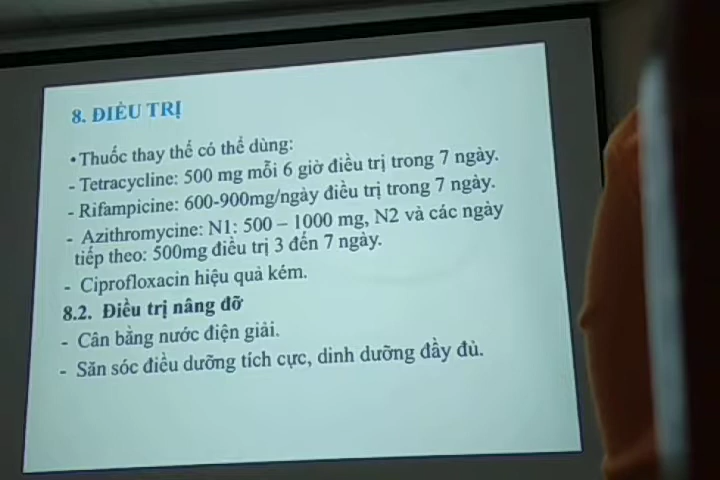 8. ĐIỀU TRỊ
•Thuốc thay thế có thể dùng:
- Tetracycline: 500 mg mỗi 6 giờ điều trị trong 7 ngày.
- Rifampicine: 600-900mg/ngày điều trị trong 7 ngày.
- Azithromycine: N1: 500 – 1000 mg, N2 và các ngày
tiếp theo: 500mg điều trị 3 đến 7 ngày.
- Ciprofloxacin hiệu quả kém.
8.2. Điều trị nâng đỡ
- Cân bằng nước điện giải.
- Săn sóc điều dưỡng tích cực, dinh dưỡng đầy đủ.